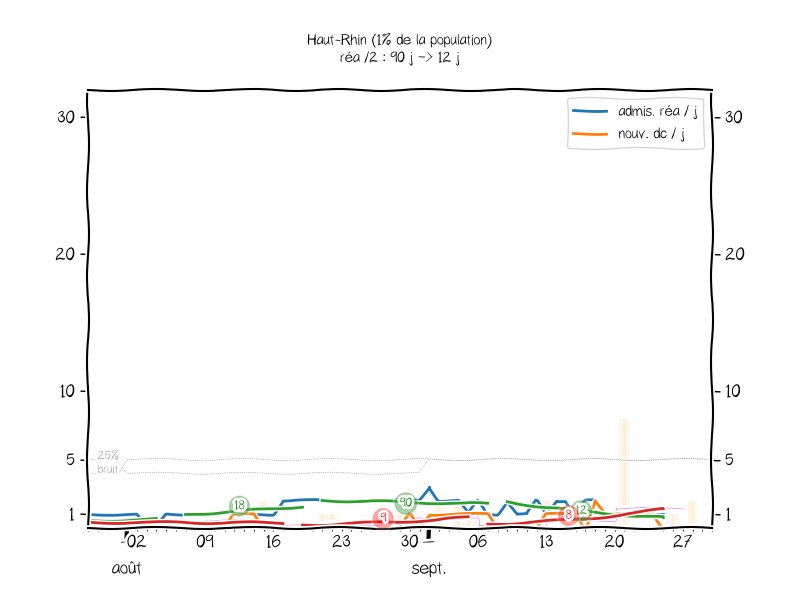 Haut-Rhin (1% de la population)
réa /2 : 90 j -> 12 j
admis. réa / j
nouv. dc / j
30
30
20
20
10
10
5
5
1
1
25%
bruit
18
90
9
8
12
02 09 16 23 30 06 13 20 27
août sept.